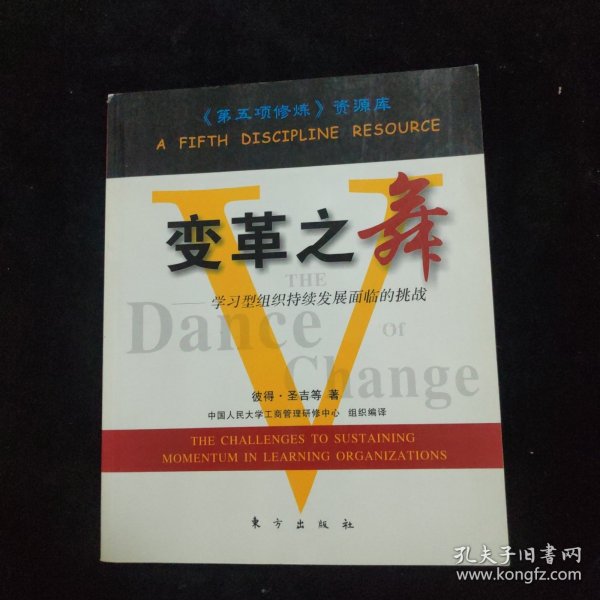 《第五项修炼》资源库
A FIFTH DISCIPLINE RESOURCE
变革之舞
THE
——学习型组织持续发展面临的挑战
Dance Of
Change
彼得·圣吉等 著
中国人民大学工商管理研修中心 组织编译
THE CHALLENGES TO SUSTAINING
MOMENTUM IN LEARNING ORGANIZATIONS
东方出版社
孔夫子旧书网
www.kongfz.com